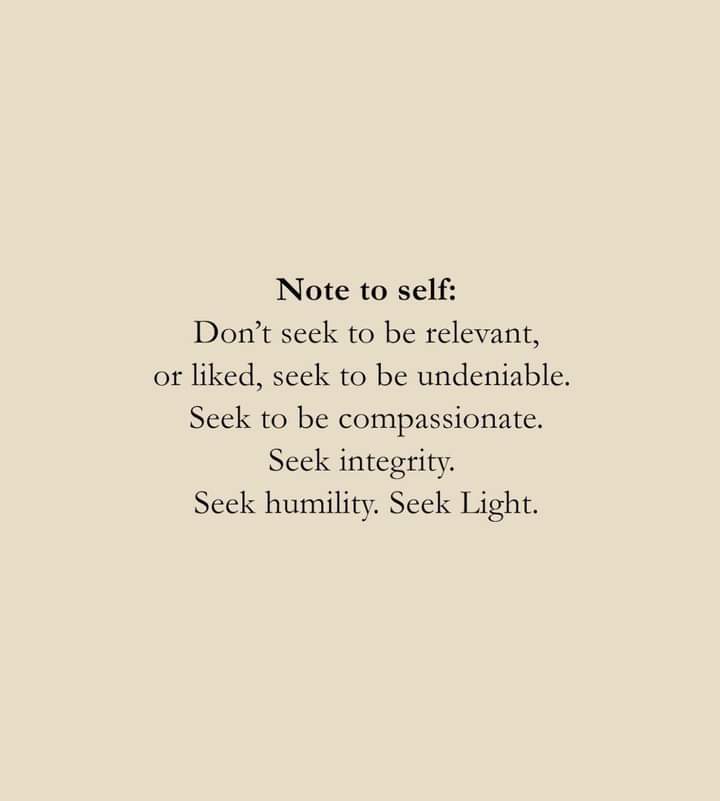 Note to self:
Don’t seek to be relevant,
or liked, seek to be undeniable.
Seek to be compassionate.
Seek integrity.
Seek humility. Seek Light.